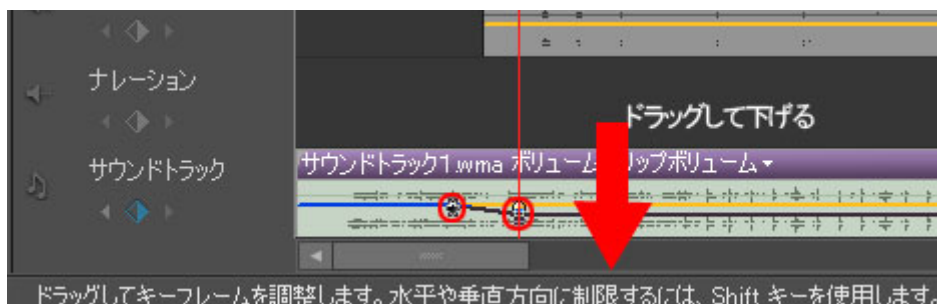 ナレーション
ドラッグして下げる
サウンドトラック
サウンドトラック1.wma ボリューム リップボリューム
ドラッグしてキーフレームを調整します。水平や垂直方向に制限するには、Shift キーを使用します